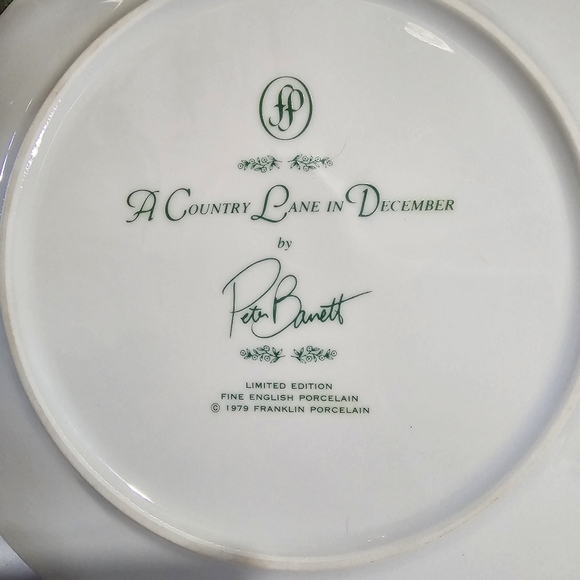 fp
A COUNTRY LANE IN DECEMBER
by
Peter Barrett
LIMITED EDITION
FINE ENGLISH PORCELAIN
© 1979 FRANKLIN PORCELAIN